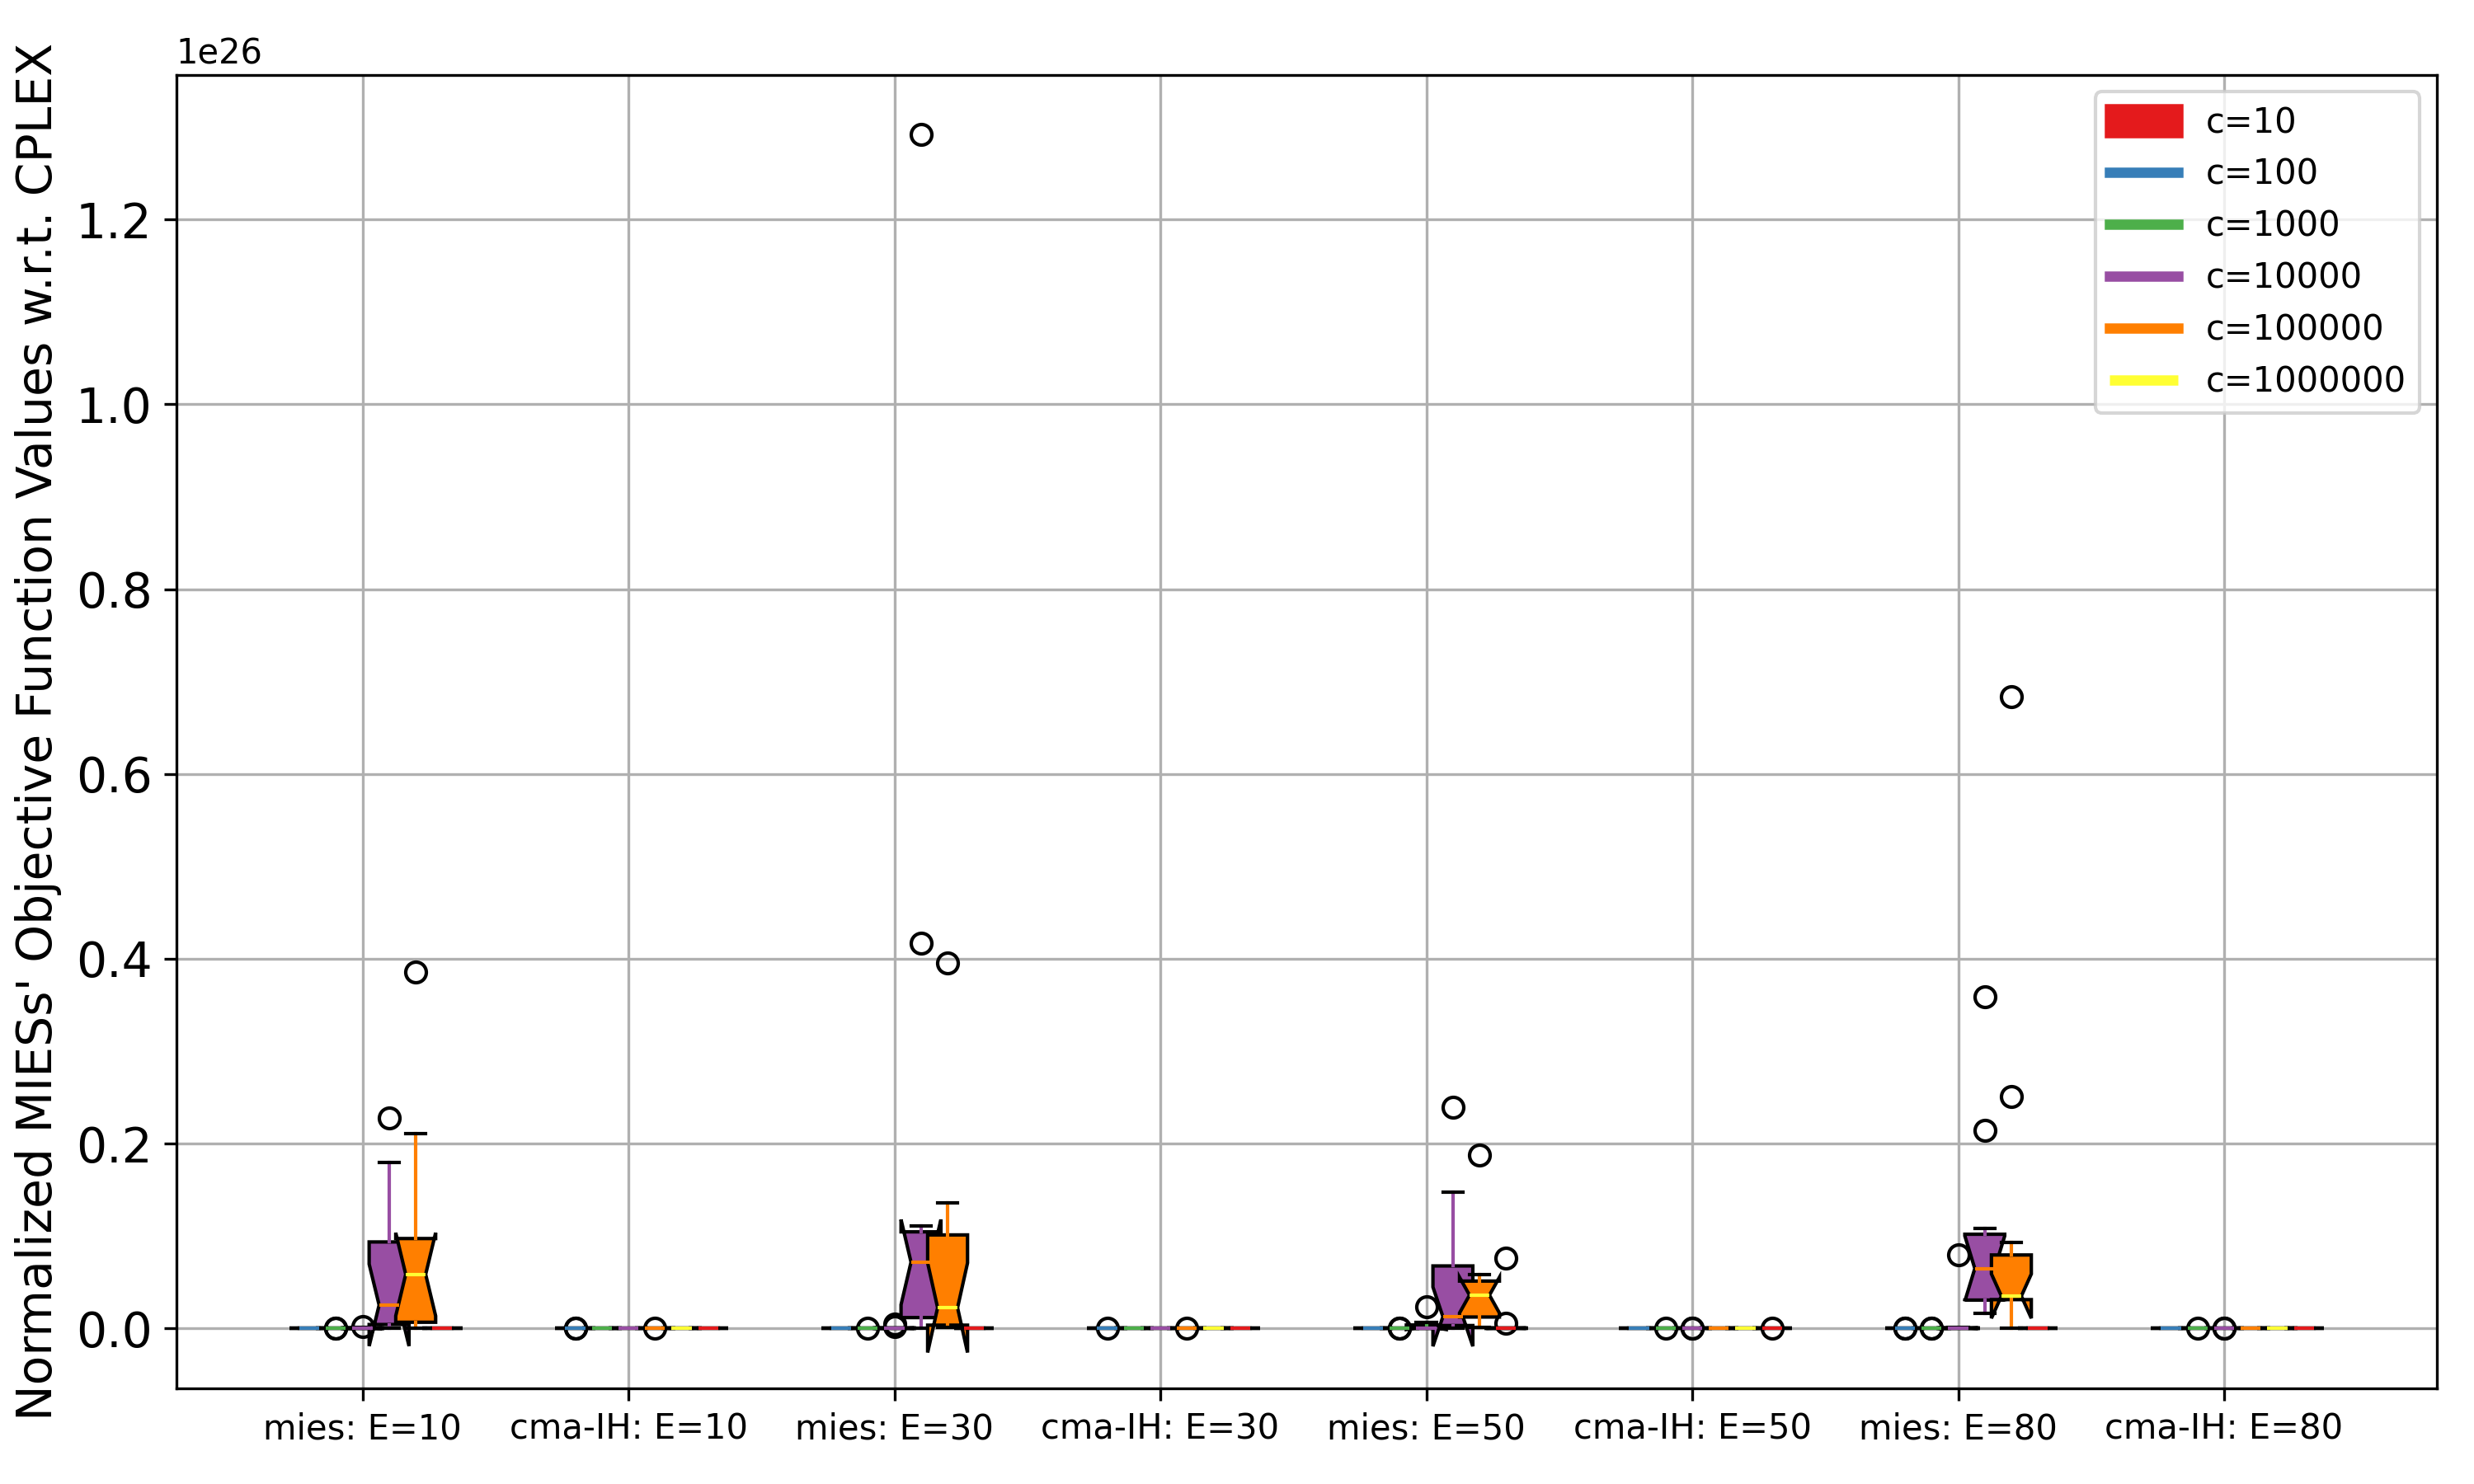 1e26
Normalized MIESs' Objective Function Values w.r.t. CPLEX
1.2
1.0
0.8
0.6
0.4
0.2
0.0
c=10
c=100
c=1000
c=10000
c=100000
c=1000000
mies: E=10
cma-IH: E=10
mies: E=30
cma-IH: E=30
mies: E=50
cma-IH: E=50
mies: E=80
cma-IH: E=80